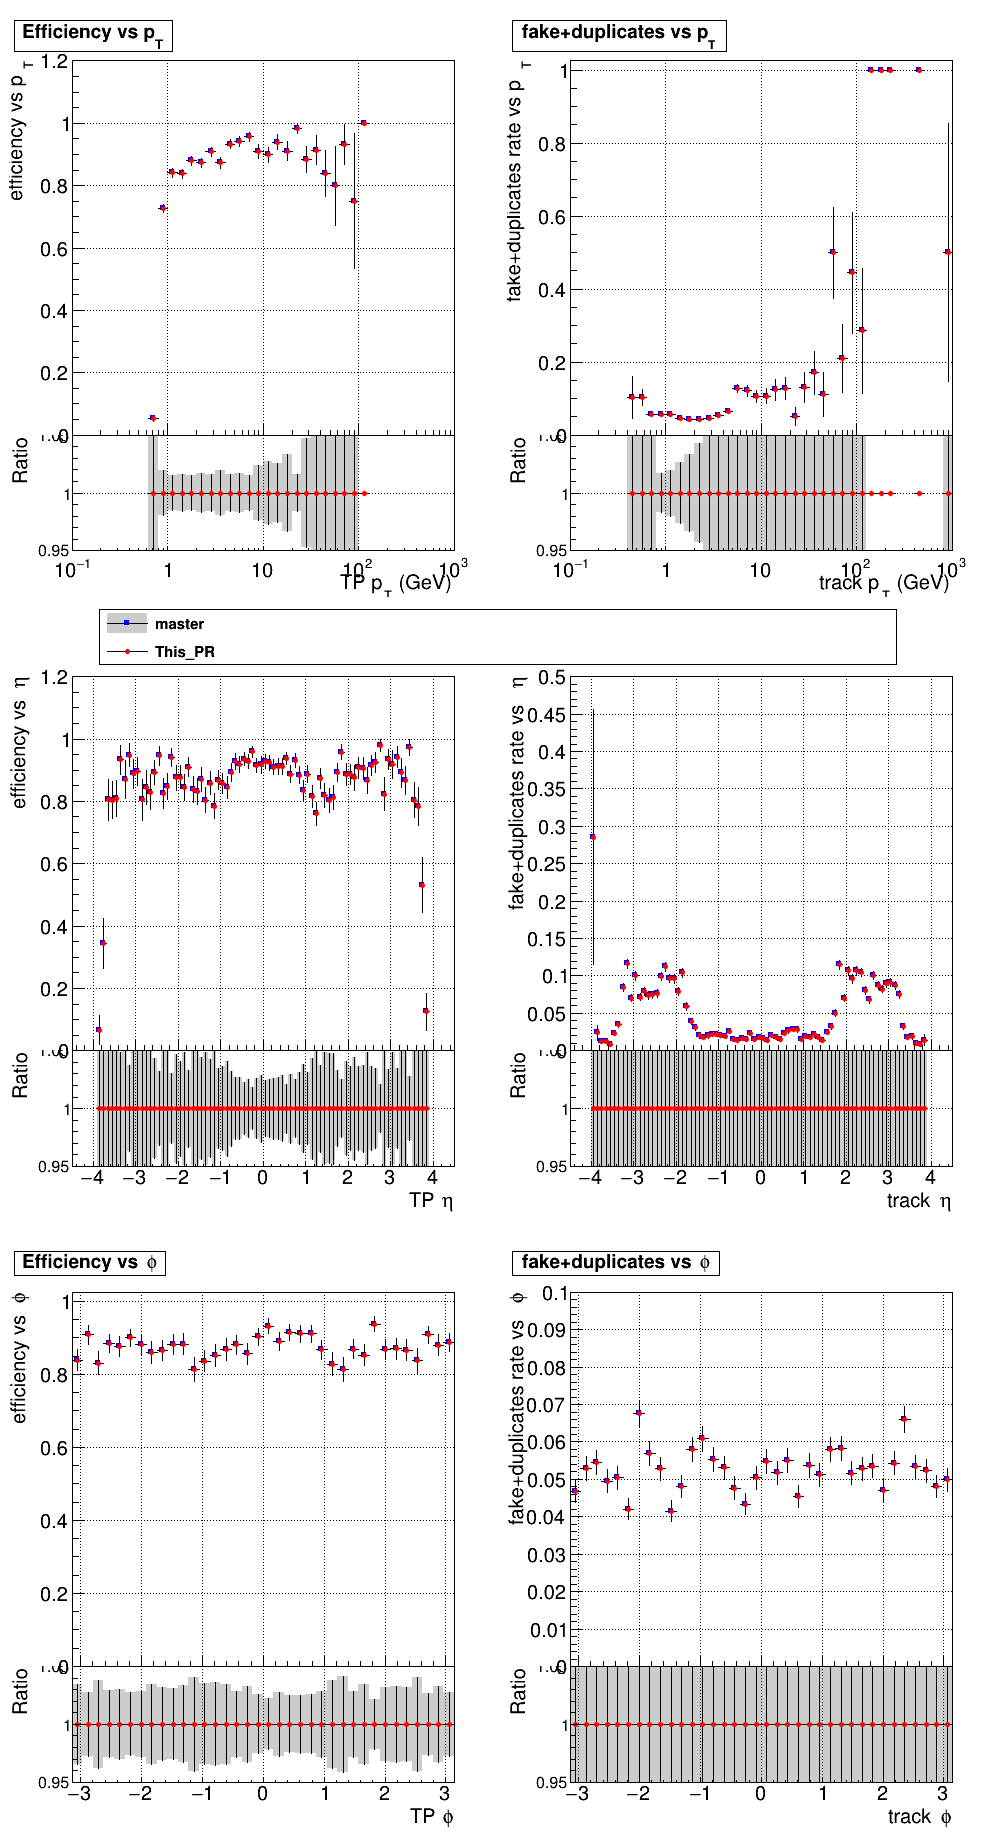 Efficiency vs p_T
fake+duplicates vs p_T
efficiency vs p_T
1.2
1
0.8
0.6
0.4
0.2
0
Ratio
1
0.95
10^-1
1
10
10^2
10^3
TP p_T (GeV)
fake+duplicates rate vs p_T
1
0.8
0.6
0.4
0.2
0
Ratio
1
0.95
10^-1
1
10
10^2
10^3
track p_T (GeV)
master
This_PR
efficiency vs η
1.2
1
0.8
0.6
0.4
0.2
0
Ratio
1
0.95
−4 −3 −2 −1 0 1 2 3 4
TP η
fake+duplicates rate vs η
0.5
0.45
0.4
0.35
0.3
0.25
0.2
0.15
0.1
0.05
0
Ratio
1
0.95
−4 −3 −2 −1 0 1 2 3 4
track η
Efficiency vs ϕ
fake+duplicates vs ϕ
efficiency vs ϕ
1
0.8
0.6
0.4
0.2
0
Ratio
1
0.95
−3 −2 −1 0 1 2 3
TP ϕ
fake+duplicates rate vs ϕ
0.1
0.09
0.08
0.07
0.06
0.05
0.04
0.03
0.02
0.01
0
Ratio
1
0.95
−3 −2 −1 0 1 2 3
track ϕ